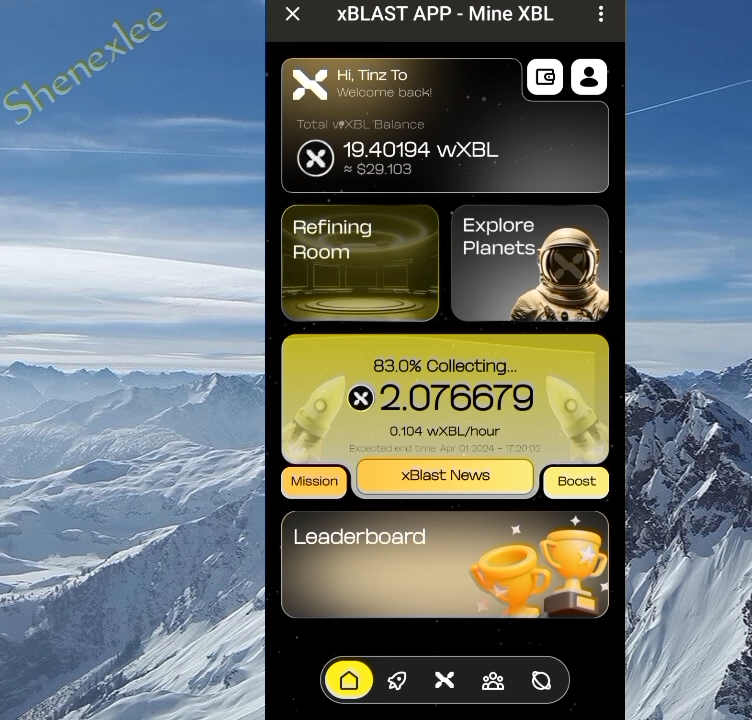 Shenexlee
xBLAST APP - Mine XBL
Hi, Tinz To
Welcome back!
Total wXBL Balance
19.40194 wXBL
≈ $29.103
Refining
Room
Explore
Planets
83.0% Collecting...
2.076679
0.104 wXBL/hour
Expected end time: Apr 01 2024 - 17:20:02
Mission
xBlast News
Boost
Leaderboard